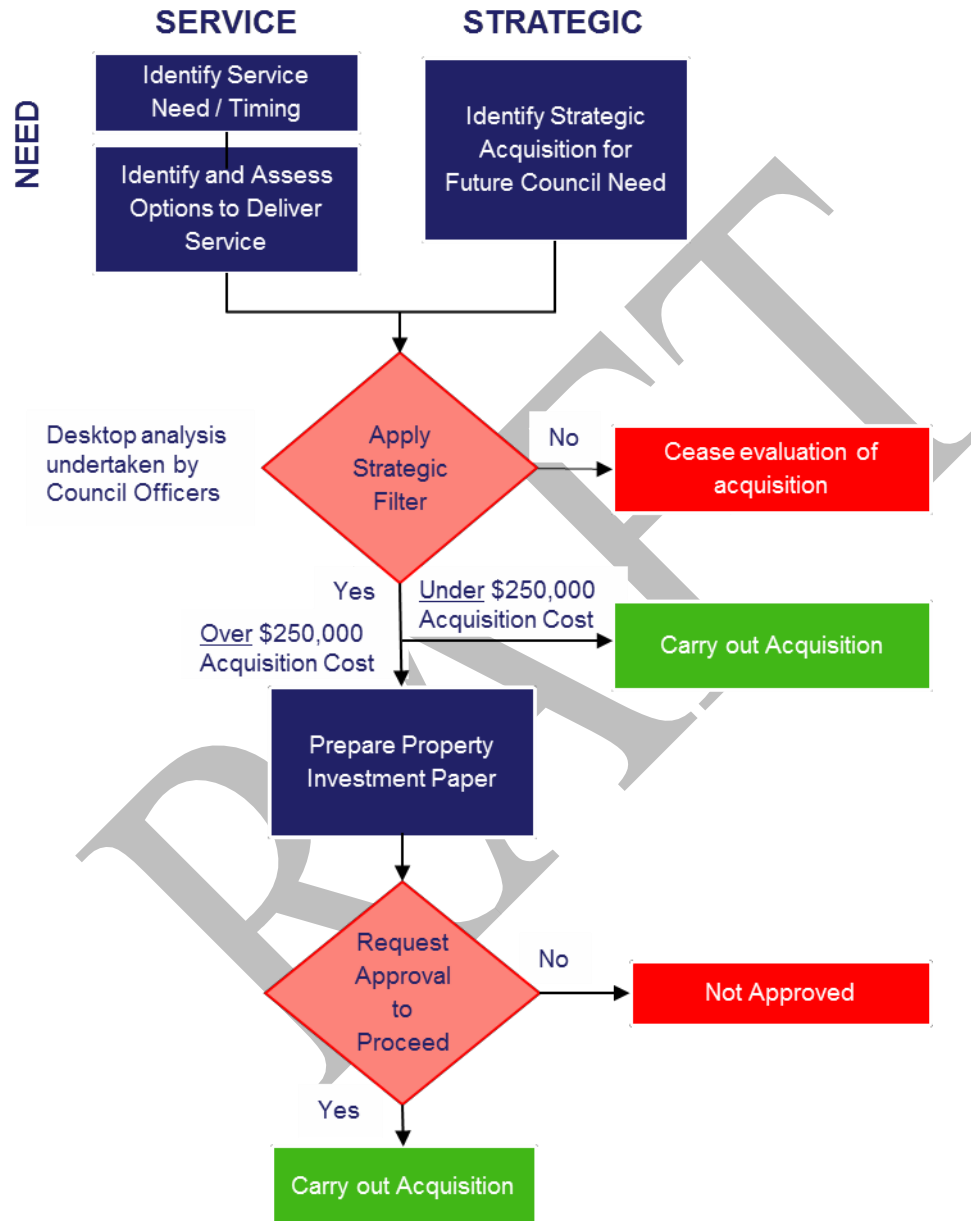 SERVICE
STRATEGIC
NEED
Identify Service
Need / Timing
Identify and Assess
Options to Deliver
Service
Identify Strategic
Acquisition for
Future Council Need
Desktop analysis
undertaken by
Council Officers
Apply
Strategic
Filter
No
Cease evaluation of
acquisition
Yes
Under $250,000
Acquisition Cost
Over $250,000
Acquisition Cost
Carry out Acquisition
Prepare Property
Investment Paper
Request
Approval
to
Proceed
No
Not Approved
Yes
Carry out Acquisition
DRAFT